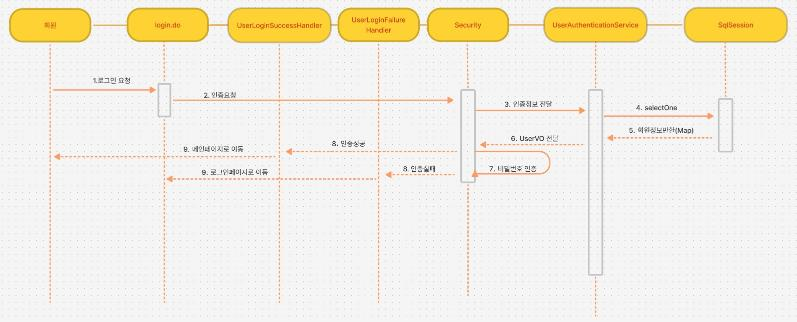 회원
login.do
UserLoginSuccessHandler
UserLoginFailure
Handler
Security
UserAuthenticationService
SqlSession
1.로그인 요청
2. 인증요청
3. 인증정보 전달
4. selectOne
5. 회원정보반환(Map)
6. UserVO 전달
7. 비밀번호 인증
8. 인증성공
9. 메인페이지로 이동
8. 인증실패
9. 로그인페이지로 이동